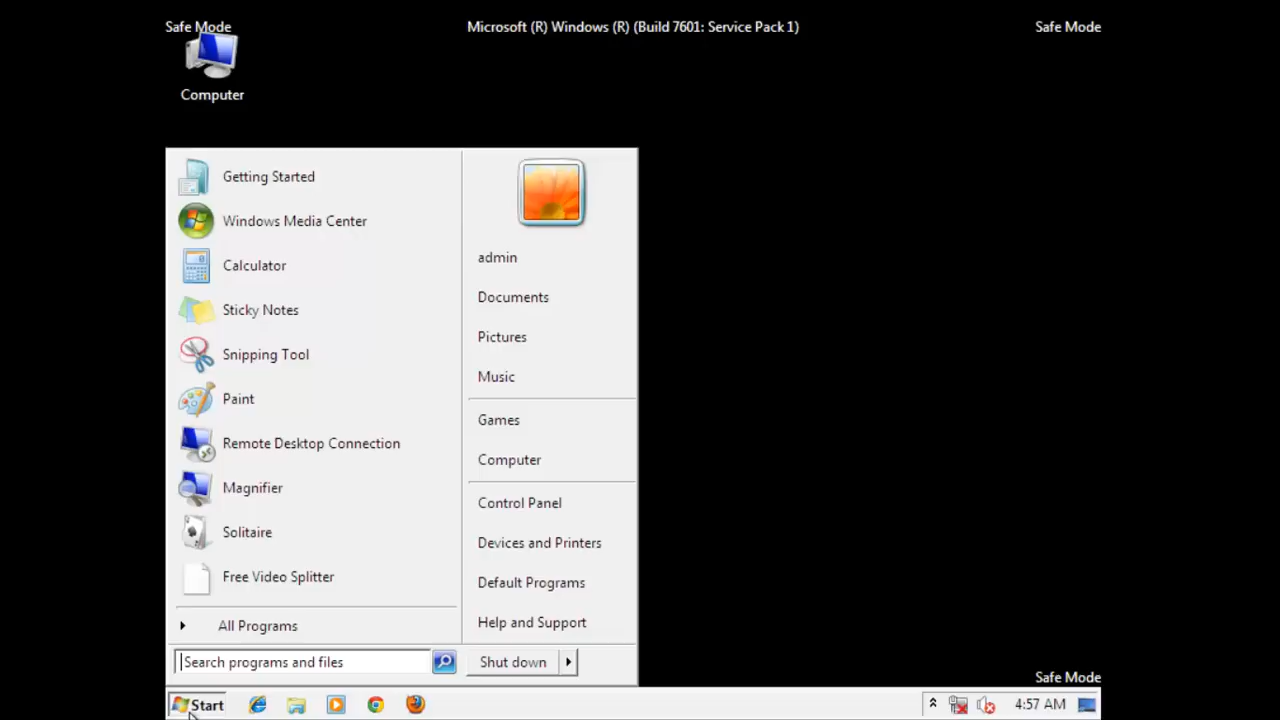 Safe Mode
Microsoft (R) Windows (R) (Build 7601: Service Pack 1)
Safe Mode
Computer
Getting Started
Windows Media Center
Calculator
Sticky Notes
Snipping Tool
Paint
Remote Desktop Connection
Magnifier
Solitaire
Free Video Splitter
All Programs
Search programs and files
admin
Documents
Pictures
Music
Games
Computer
Control Panel
Devices and Printers
Default Programs
Help and Support
Shut down
Safe Mode
Start
4:57 AM